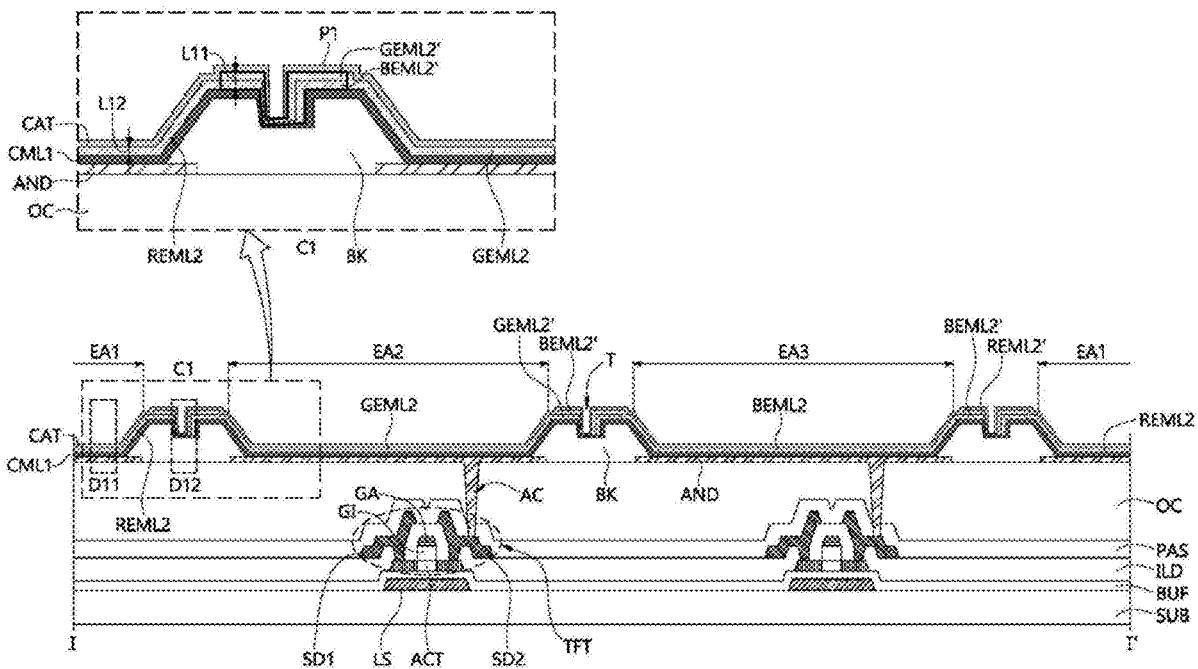 P1
L11
GEML2'
BEML2'
L12
CAT
CML1
AND
OC
REML2
C1
BK
GEML2
GEML2'
BEML2'
T
BEML2'
REML2'
EA1
C1
EA2
EA3
EA1
GEML2
BEML2
REML2
CAT
CML1
D11
D12
REML2
GA
GI
AC
BK
AND
OC
PAS
ILD
BUF
SUB
I
SD1
LS
ACT
SD2
TFT
I'